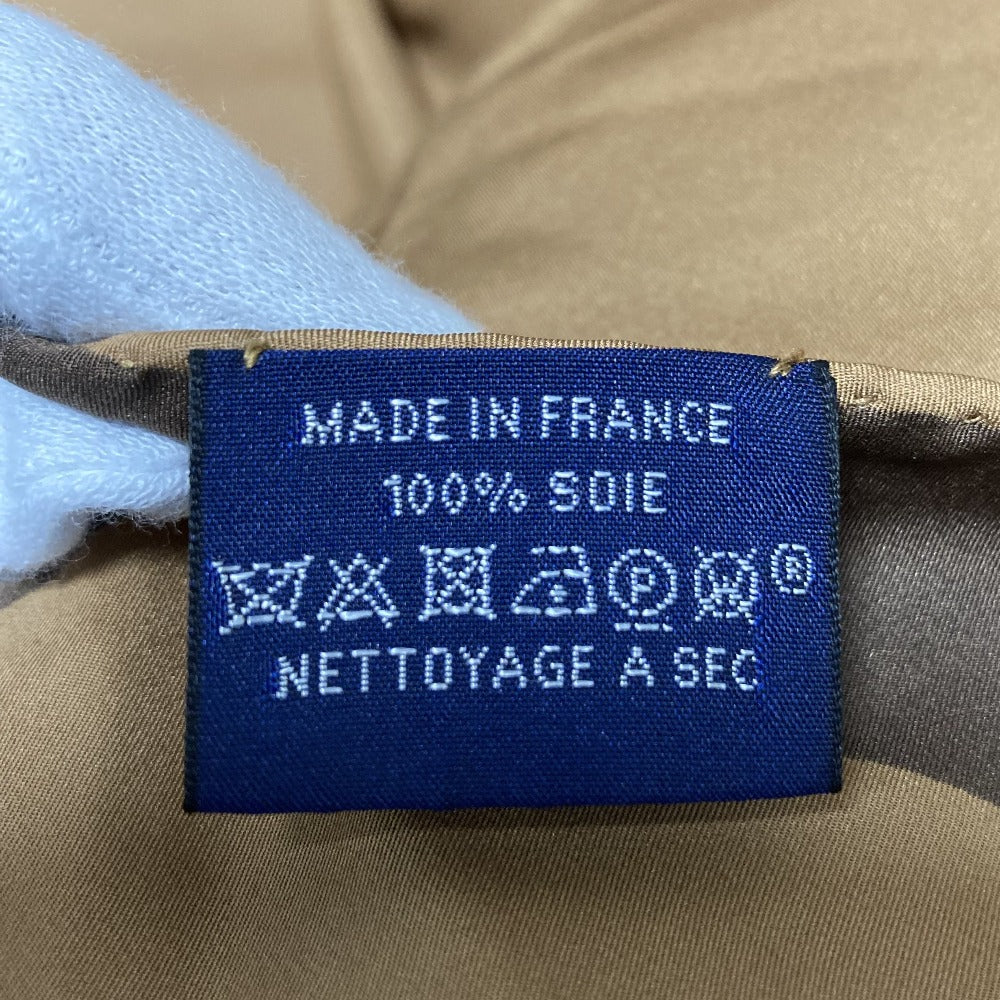 MADE IN FRANCE
100% SOIE
P W ®
NETTOYAGE A SEC